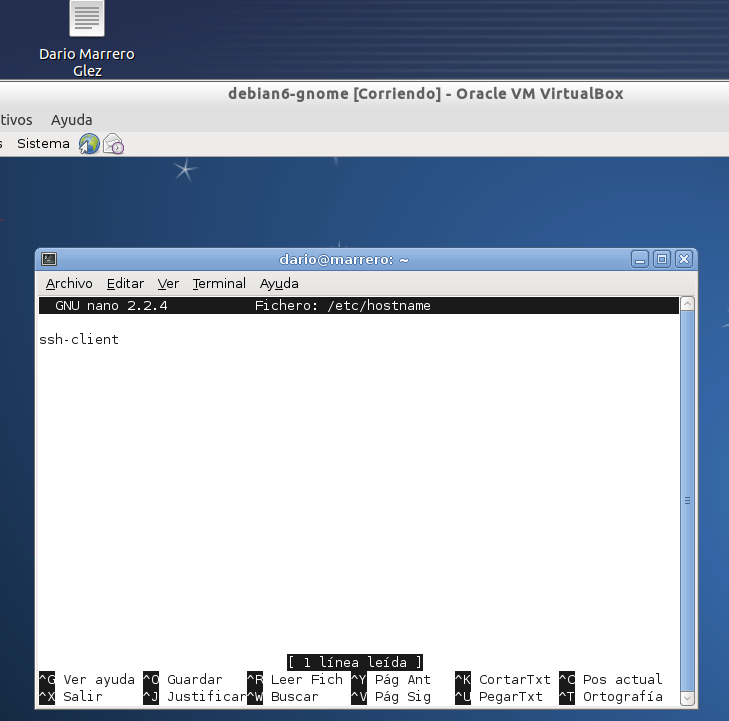 Dario Marrero
Glez
debian6-gnome [Corriendo] - Oracle VM VirtualBox
tivos Ayuda
s Sistema
dario@marrero: ~
Archivo Editar Ver Terminal Ayuda
GNU nano 2.2.4 Fichero: /etc/hostname
ssh-client
[ 1 línea leída ]
^G Ver ayuda ^O Guardar ^R Leer Fich ^Y Pág Ant ^K CortarTxt ^C Pos actual
^X Salir ^J Justificar ^W Buscar ^V Pág Sig ^U PegarTxt ^T Ortografía